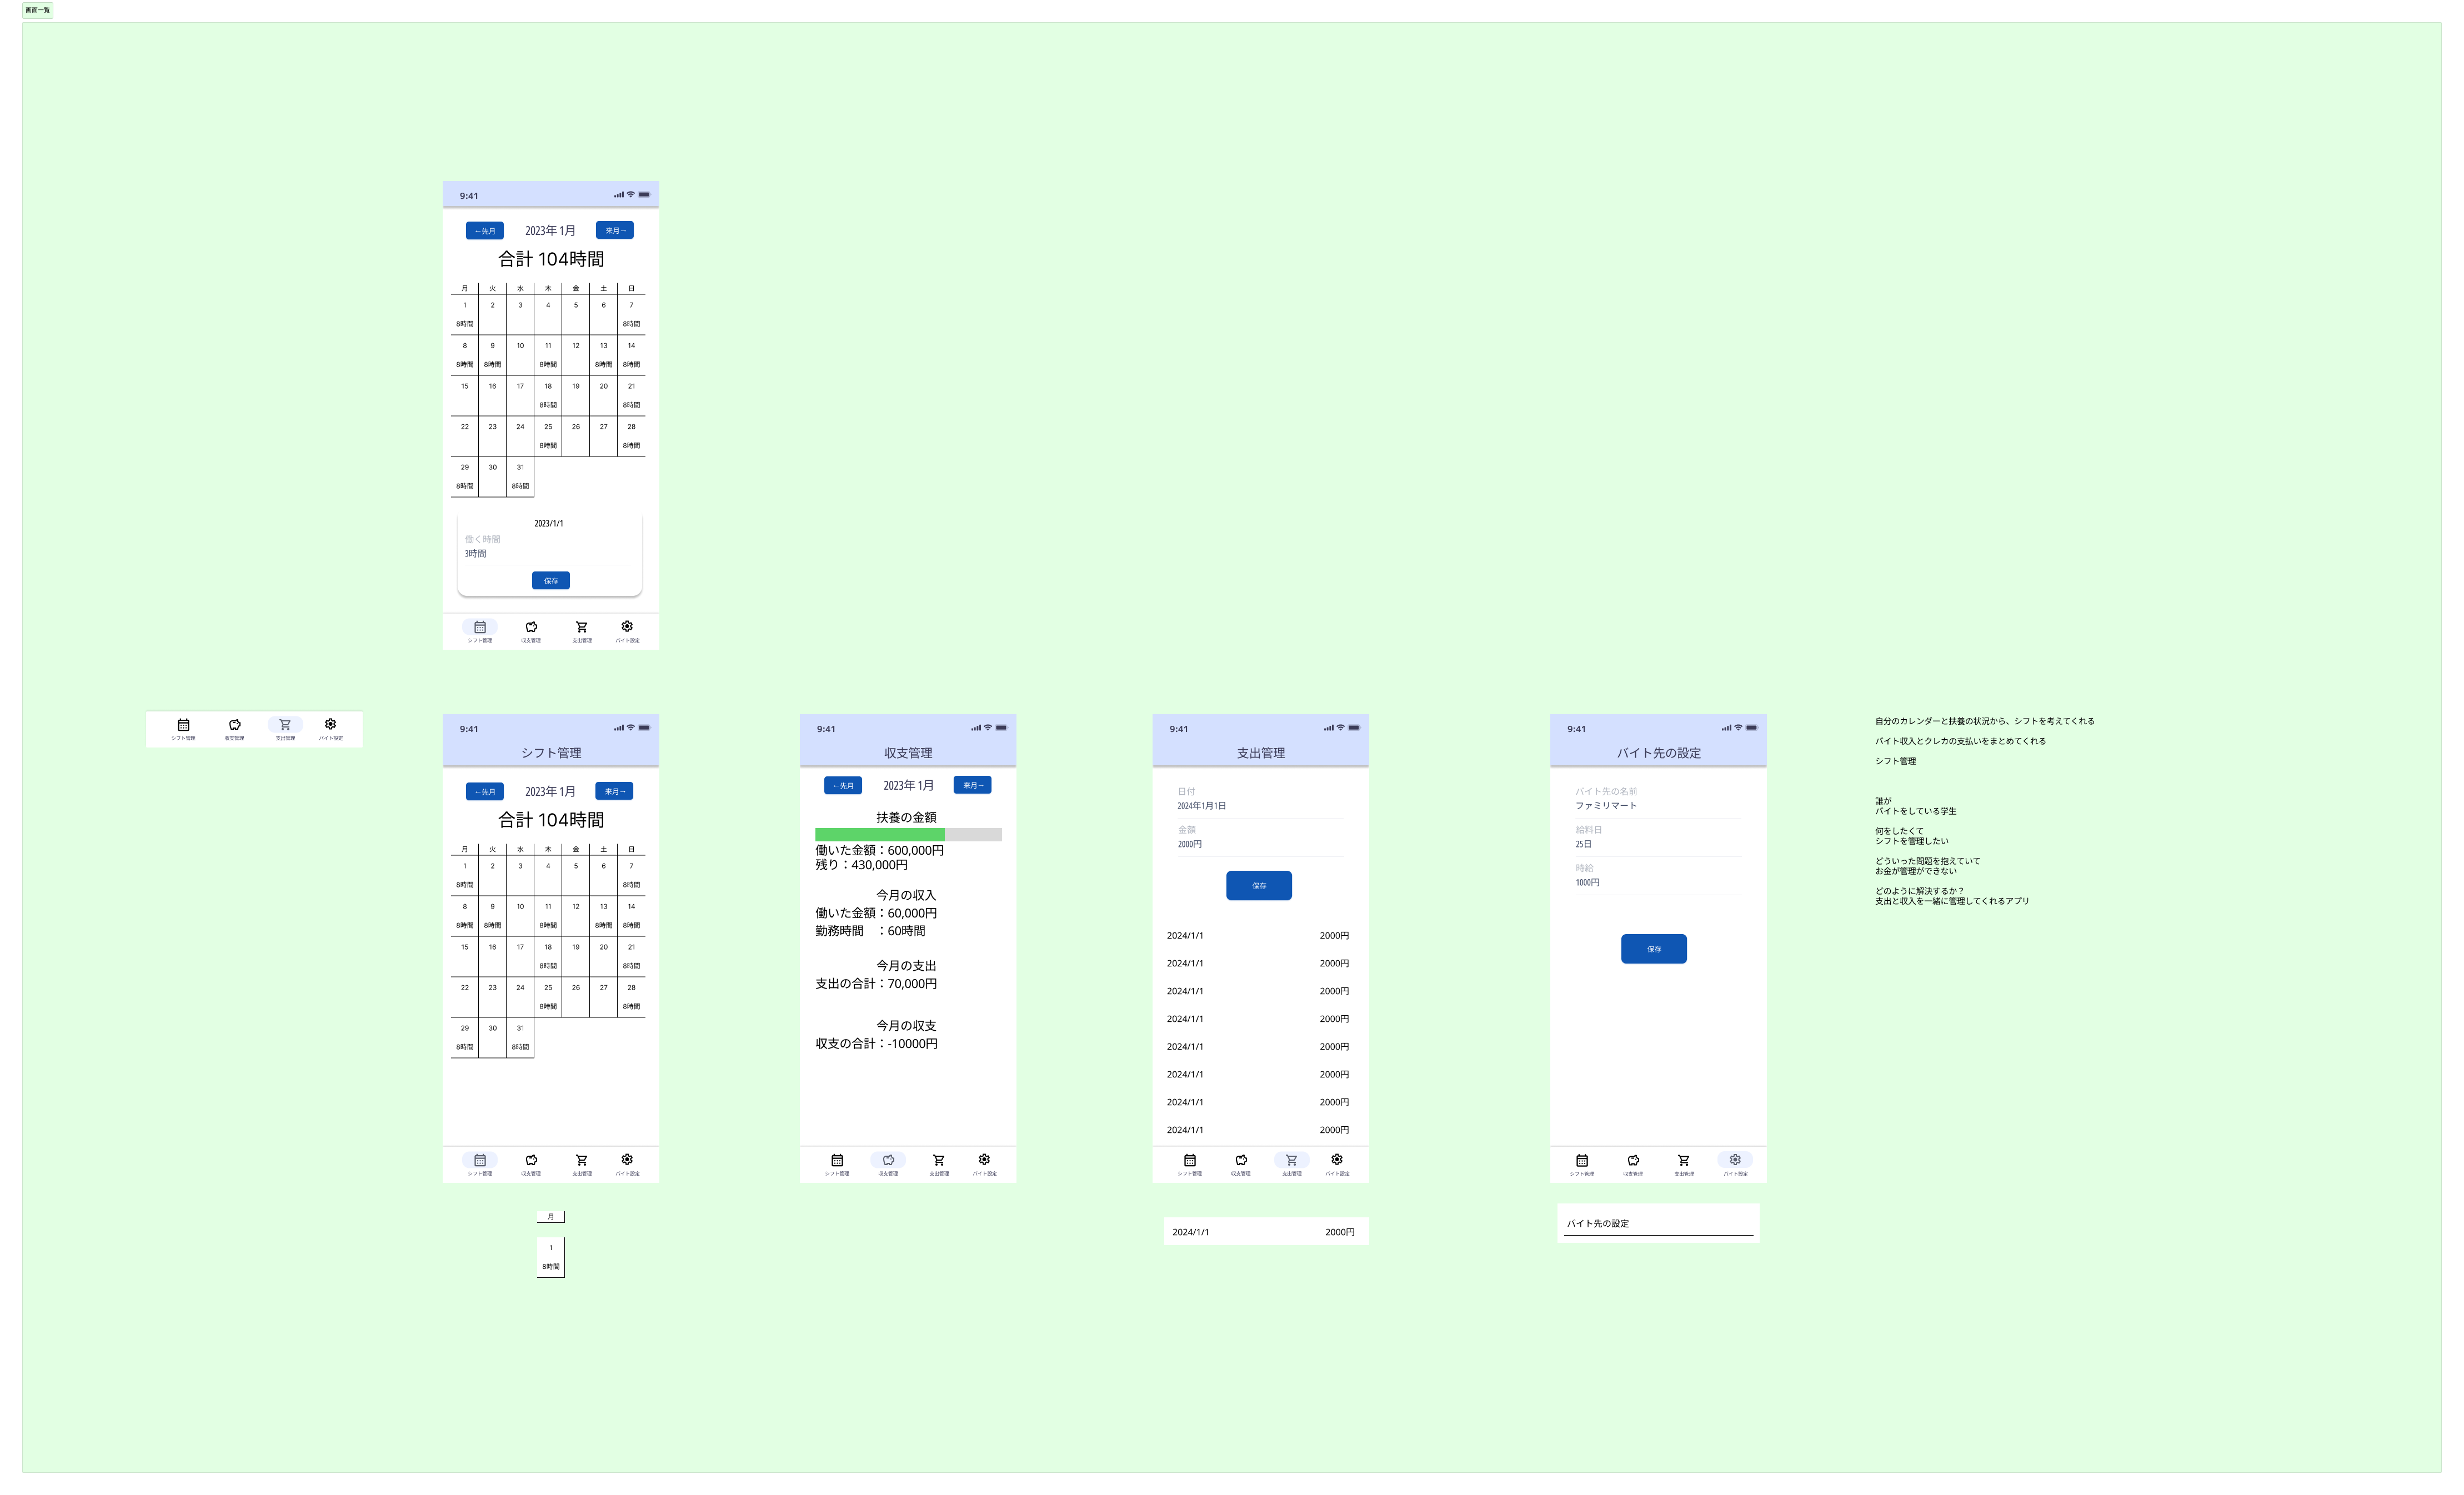 画面一覧
9:41
←先月 2023年 1月 来月→
合計 104時間
月 火 水 木 金 土 日
1 2 3 4 5 6 7
8時間 8時間
8 9 10 11 12 13 14
8時間 8時間 8時間 8時間 8時間
15 16 17 18 19 20 21
8時間 8時間
22 23 24 25 26 27 28
8時間 8時間
29 30 31
8時間 8時間
2023/1/1
働く時間
3時間
保存
シフト管理 収支管理 支出管理 バイト設定
シフト管理 収支管理 支出管理 バイト設定
9:41
シフト管理
←先月 2023年 1月 来月→
合計 104時間
月 火 水 木 金 土 日
1 2 3 4 5 6 7
8時間 8時間
8 9 10 11 12 13 14
8時間 8時間 8時間 8時間 8時間
15 16 17 18 19 20 21
8時間 8時間
22 23 24 25 26 27 28
8時間 8時間
29 30 31
8時間 8時間
シフト管理 収支管理 支出管理 バイト設定
月
1
8時間
9:41
収支管理
←先月 2023年 1月 来月→
扶養の金額
働いた金額：600,000円
残り：430,000円
今月の収入
働いた金額：60,000円
勤務時間　：60時間
今月の支出
支出の合計：70,000円
今月の収支
収支の合計：-10000円
シフト管理 収支管理 支出管理 バイト設定
9:41
支出管理
日付
2024年1月1日
金額
2000円
保存
2024/1/1 2000円
2024/1/1 2000円
2024/1/1 2000円
2024/1/1 2000円
2024/1/1 2000円
2024/1/1 2000円
2024/1/1 2000円
2024/1/1 2000円
シフト管理 収支管理 支出管理 バイト設定
2024/1/1 2000円
9:41
バイト先の設定
バイト先の名前
ファミリマート
給料日
25日
時給
1000円
保存
シフト管理 収支管理 支出管理 バイト設定
バイト先の設定
自分のカレンダーと扶養の状況から、シフトを考えてくれる
バイト収入とクレカの支払いをまとめてくれる
シフト管理
誰が
バイトをしている学生
何をしたくて
シフトを管理したい
どういった問題を抱えていて
お金が管理ができない
どのように解決するか？
支出と収入を一緒に管理してくれるアプリ